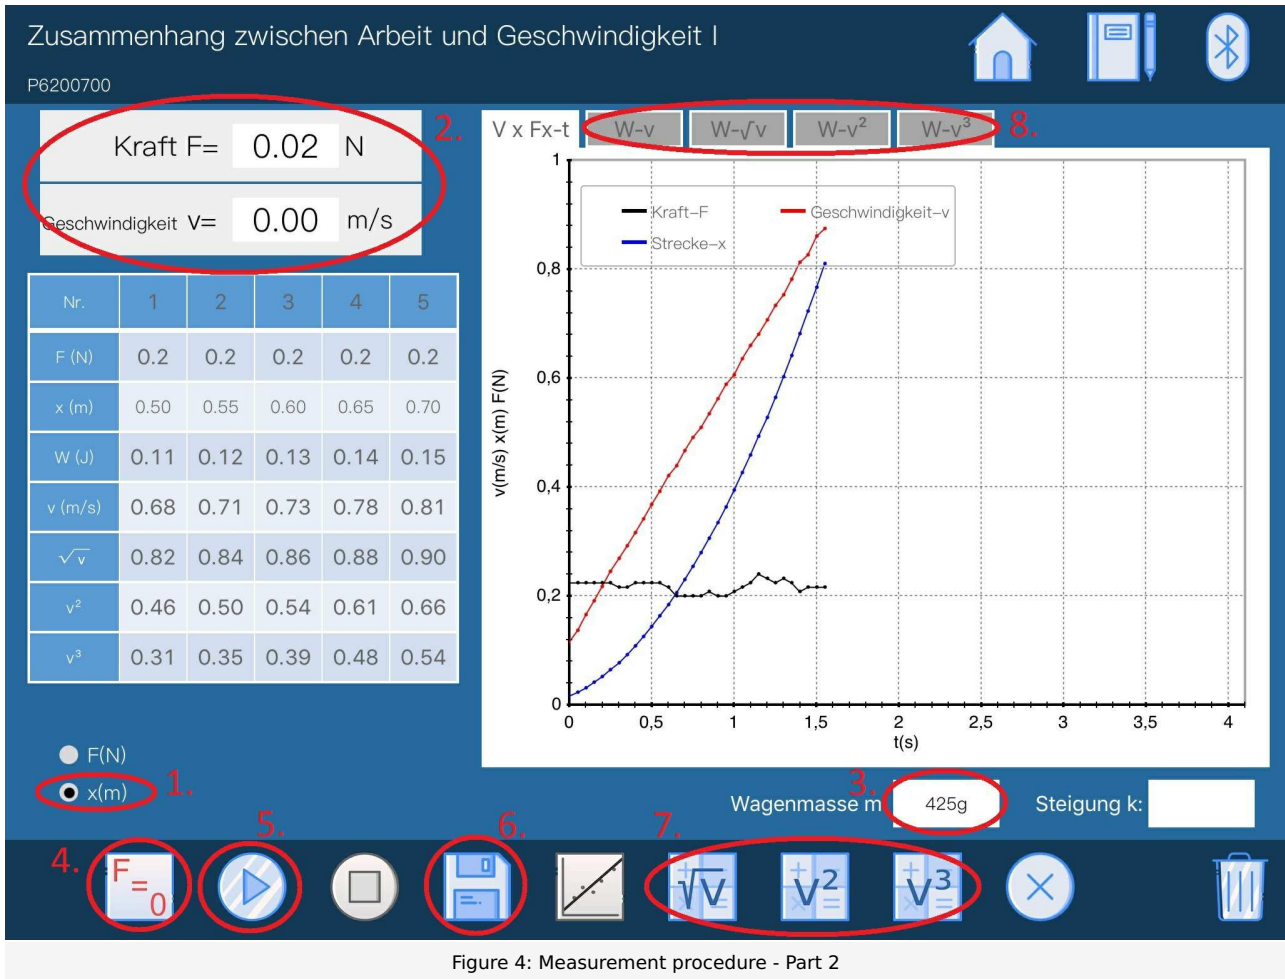 Zusammenhang zwischen Arbeit und Geschwindigkeit I
P6200700
Kraft F= 0.02 N
2.
Geschwindigkeit v= 0.00 m/s
V x Fx-t W-v W-√v W-v² W-v³ 8.
Nr. 1 2 3 4 5
F (N) 0.2 0.2 0.2 0.2 0.2
x (m) 0.50 0.55 0.60 0.65 0.70
W (J) 0.11 0.12 0.13 0.14 0.15
v (m/s) 0.68 0.71 0.73 0.78 0.81
√v 0.82 0.84 0.86 0.88 0.90
v² 0.46 0.50 0.54 0.61 0.66
v³ 0.31 0.35 0.39 0.48 0.54
Kraft-F Geschwindigkeit-v
Strecke-x
v(m/s) x(m) F(N)
1
0,8
0,6
0,4
0,2
0
0 0,5 1 1,5 2 2,5 3 3,5 4
t(s)
F(N)
x(m) 1.
Wagenmasse m 3. 425g Steigung k:
4. F=0 5. 6. 7. √v v² v³
Figure 4: Measurement procedure - Part 2